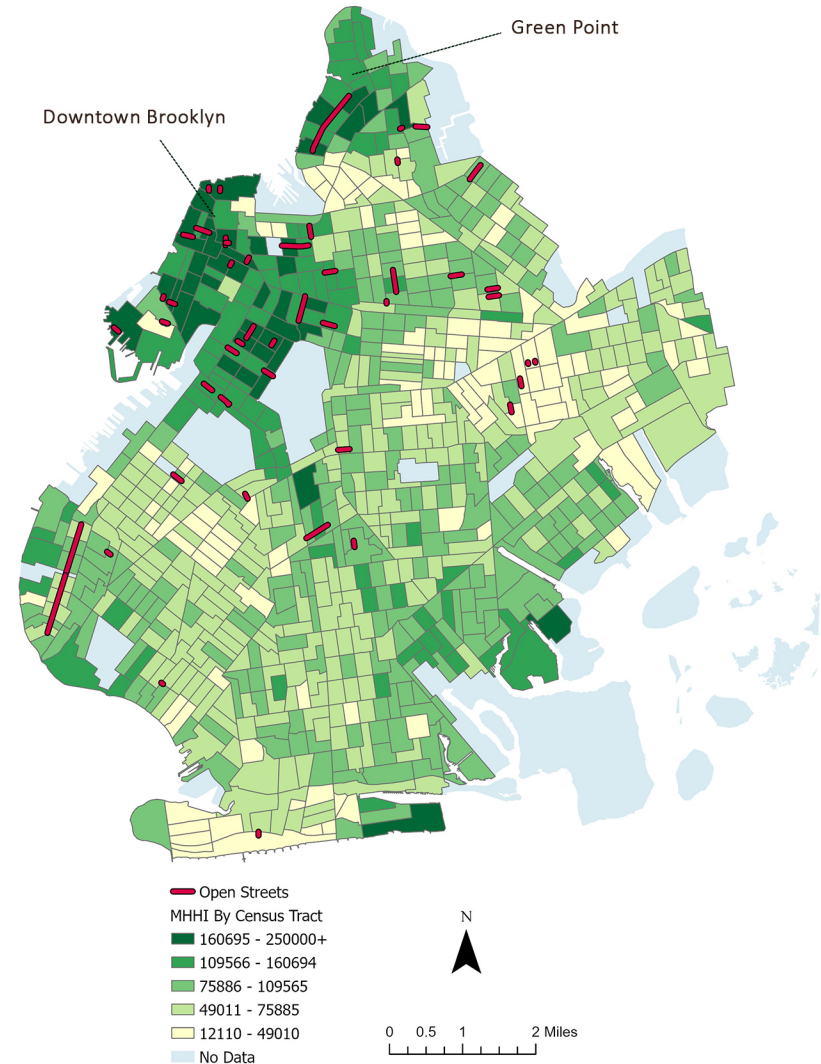 Green Point
Downtown Brooklyn
Open Streets
MHHI By Census Tract
160695 - 250000+
109566 - 160694
75886 - 109565
49011 - 75885
12110 - 49010
No Data
N
0 0.5 1 2 Miles